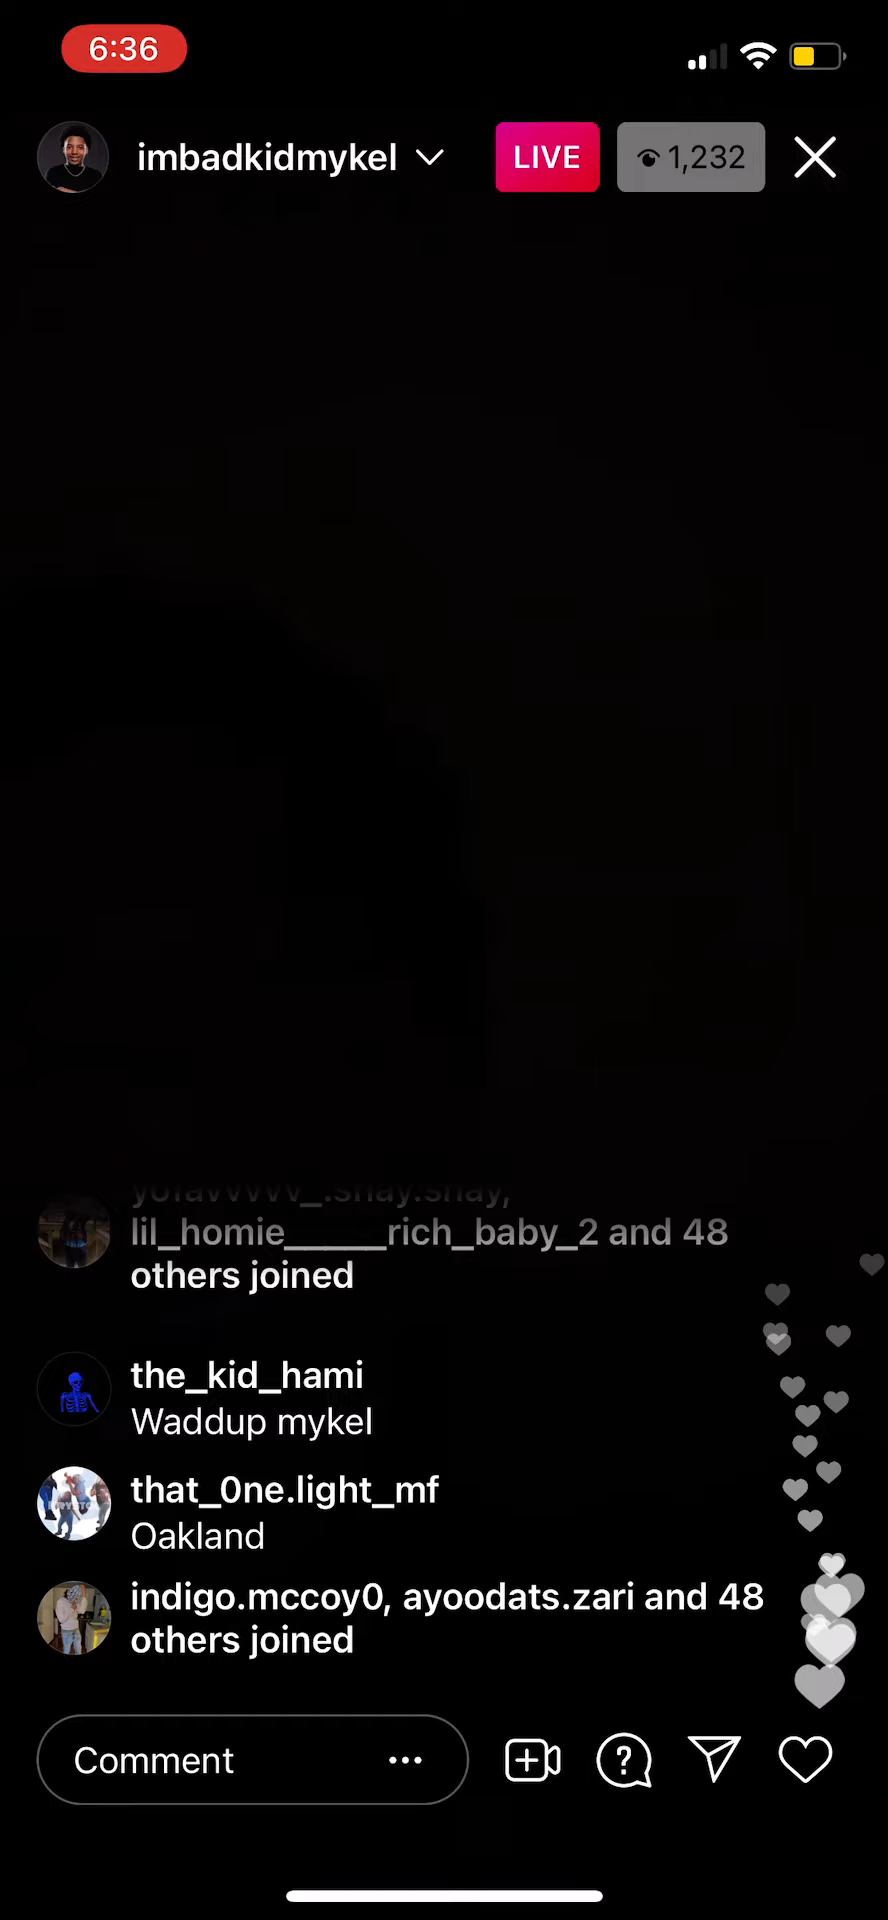 6:36
imbadkidmykel
LIVE
1,232
lil_homie_____rich_baby_2 and 48
others joined
the_kid_hami
Waddup mykel
that_0ne.light_mf
Oakland
indigo.mccoy0, ayoodats.zari and 48
others joined
Comment